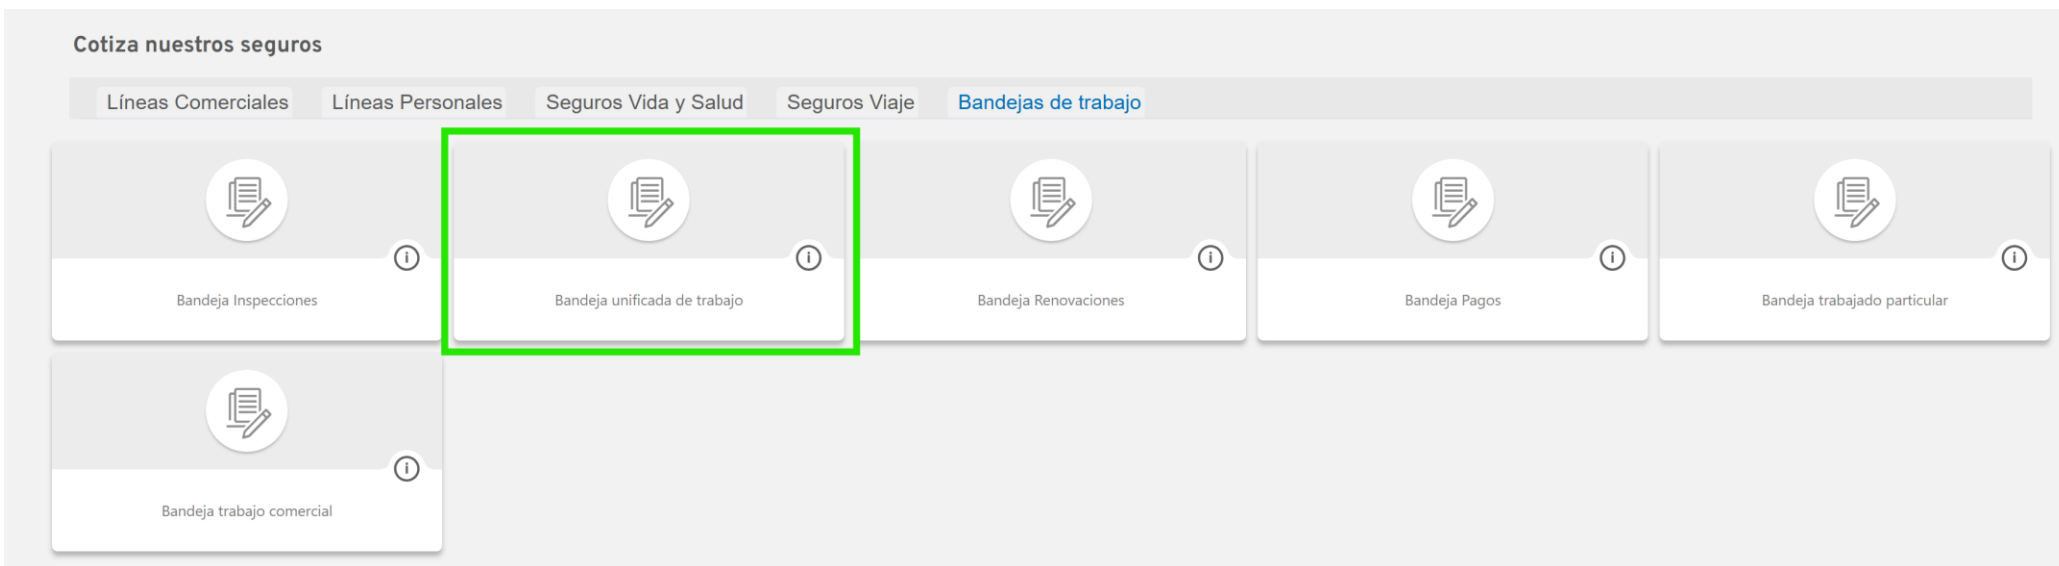 Cotiza nuestros seguros
Líneas Comerciales Líneas Personales Seguros Vida y Salud Seguros Viaje Bandejas de trabajo
Bandeja Inspecciones Bandeja unificada de trabajo Bandeja Renovaciones Bandeja Pagos Bandeja trabajado particular
Bandeja trabajo comercial